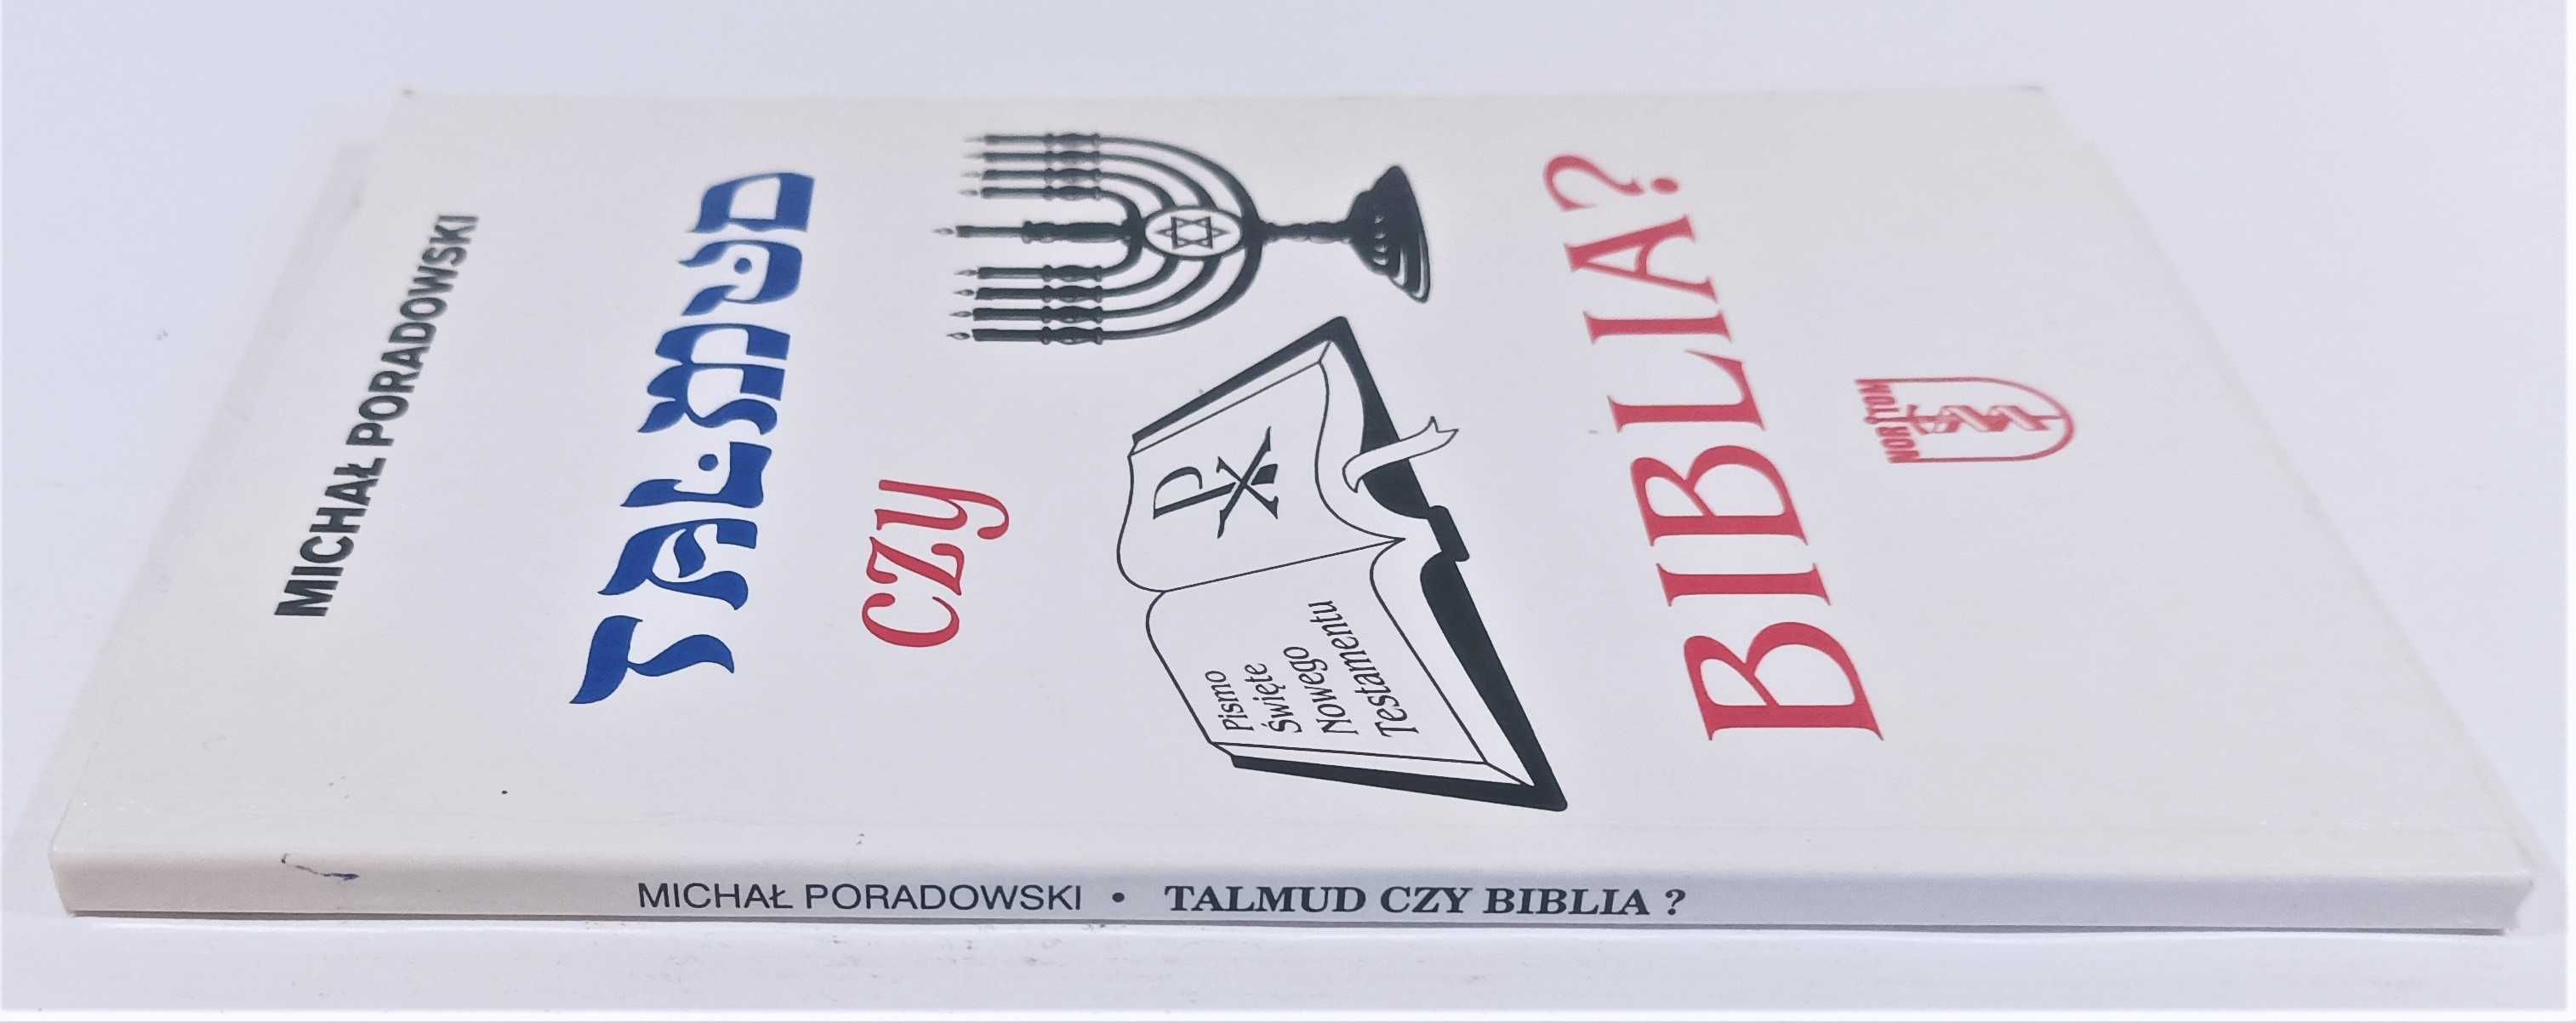 MICHAŁ PORADOWSKI
TALMUD
CZY
Pismo
Święte
Nowego
Testamentu
BIBLIA?
NORTOM
MICHAŁ PORADOWSKI • TALMUD CZY BIBLIA ?